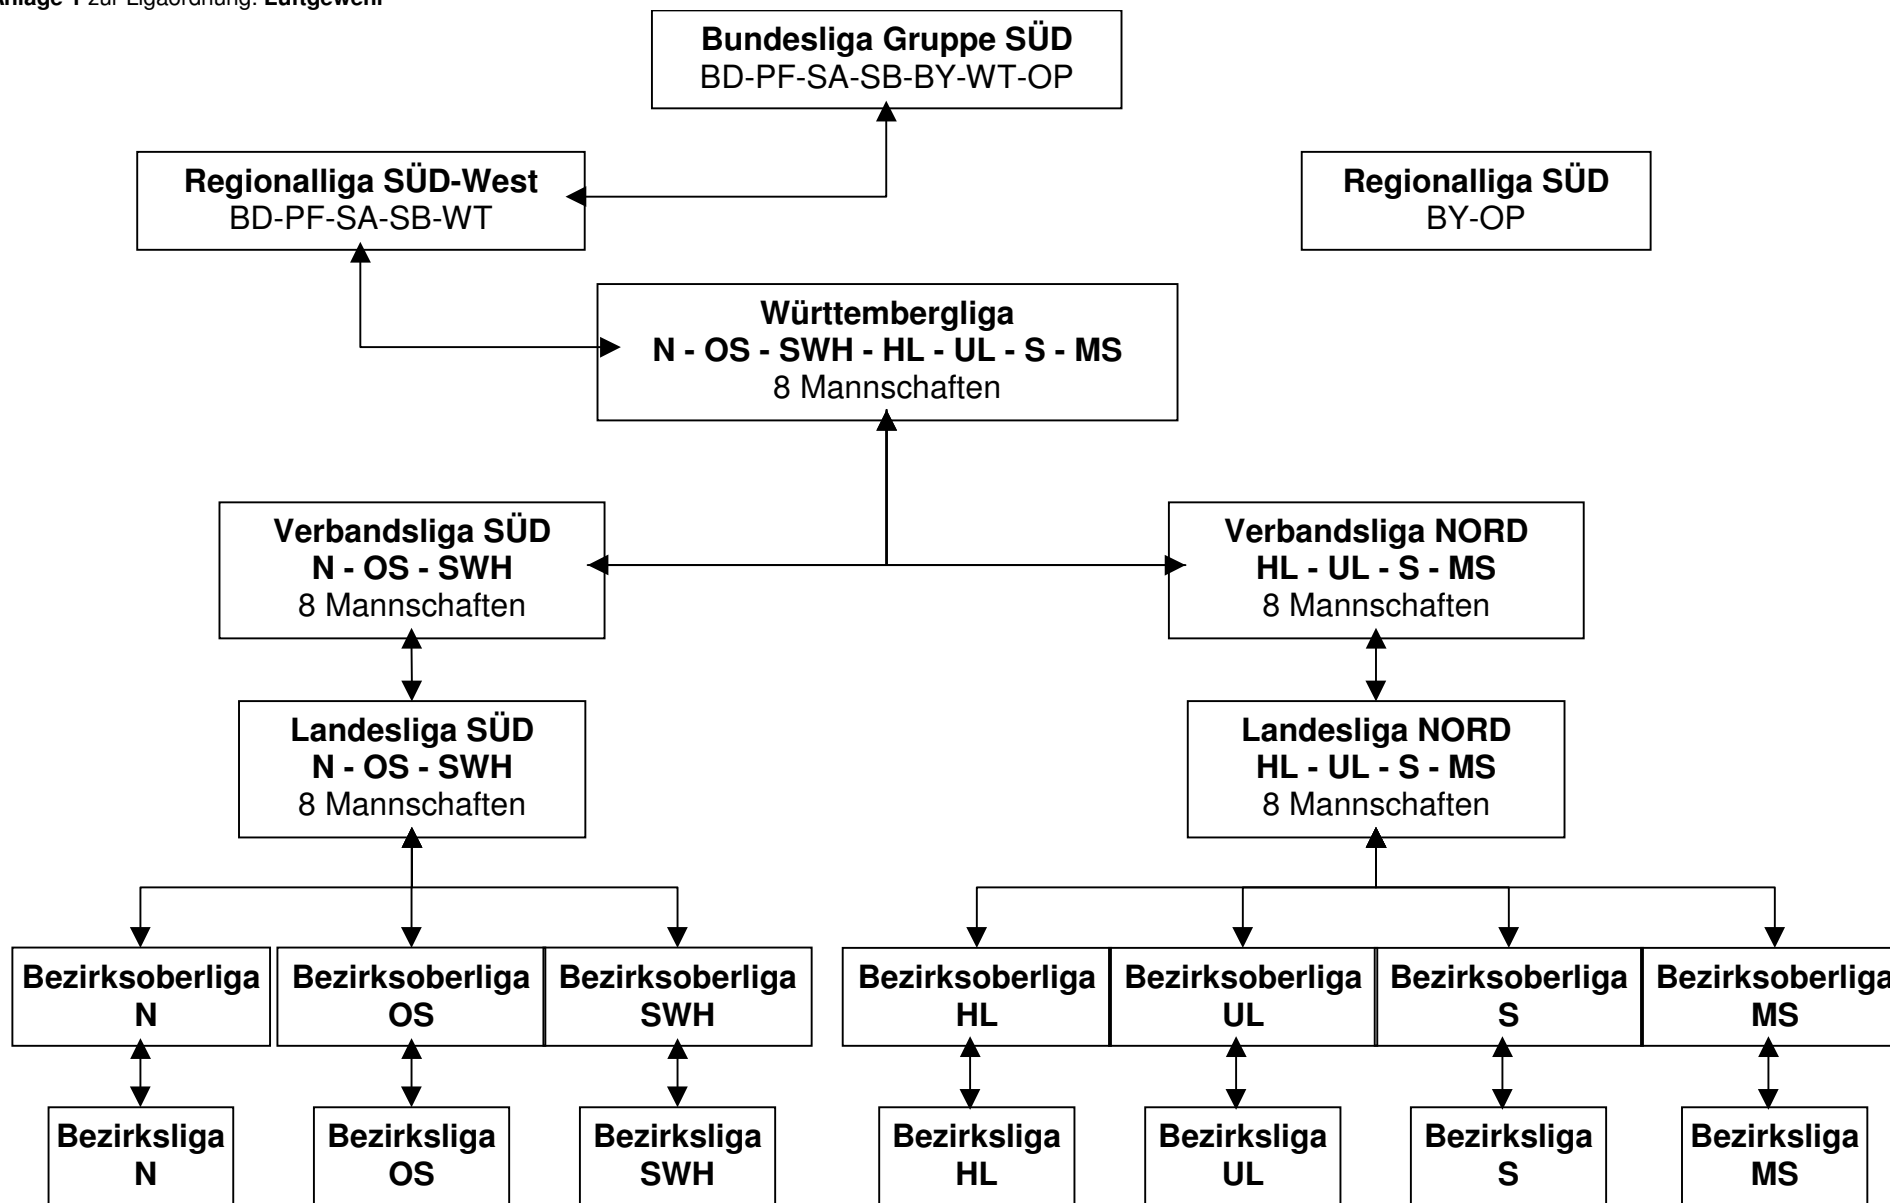 Anlage 1 zur Ligaordnung: Luftgewehr
Bundesliga Gruppe SÜD
BD-PF-SA-SB-BY-WT-OP
Regionalliga SÜD-West
BD-PF-SA-SB-WT
Regionalliga SÜD
BY-OP
Württembergliga
N - OS - SWH - HL - UL - S - MS
8 Mannschaften
Verbandsliga SÜD
N - OS - SWH
8 Mannschaften
Verbandsliga NORD
HL - UL - S - MS
8 Mannschaften
Landesliga SÜD
N - OS - SWH
8 Mannschaften
Landesliga NORD
HL - UL - S - MS
8 Mannschaften
Bezirksoberliga
N
Bezirksoberliga
OS
Bezirksoberliga
SWH
Bezirksoberliga
HL
Bezirksoberliga
UL
Bezirksoberliga
S
Bezirksoberliga
MS
Bezirksliga
N
Bezirksliga
OS
Bezirksliga
SWH
Bezirksliga
HL
Bezirksliga
UL
Bezirksliga
S
Bezirksliga
MS